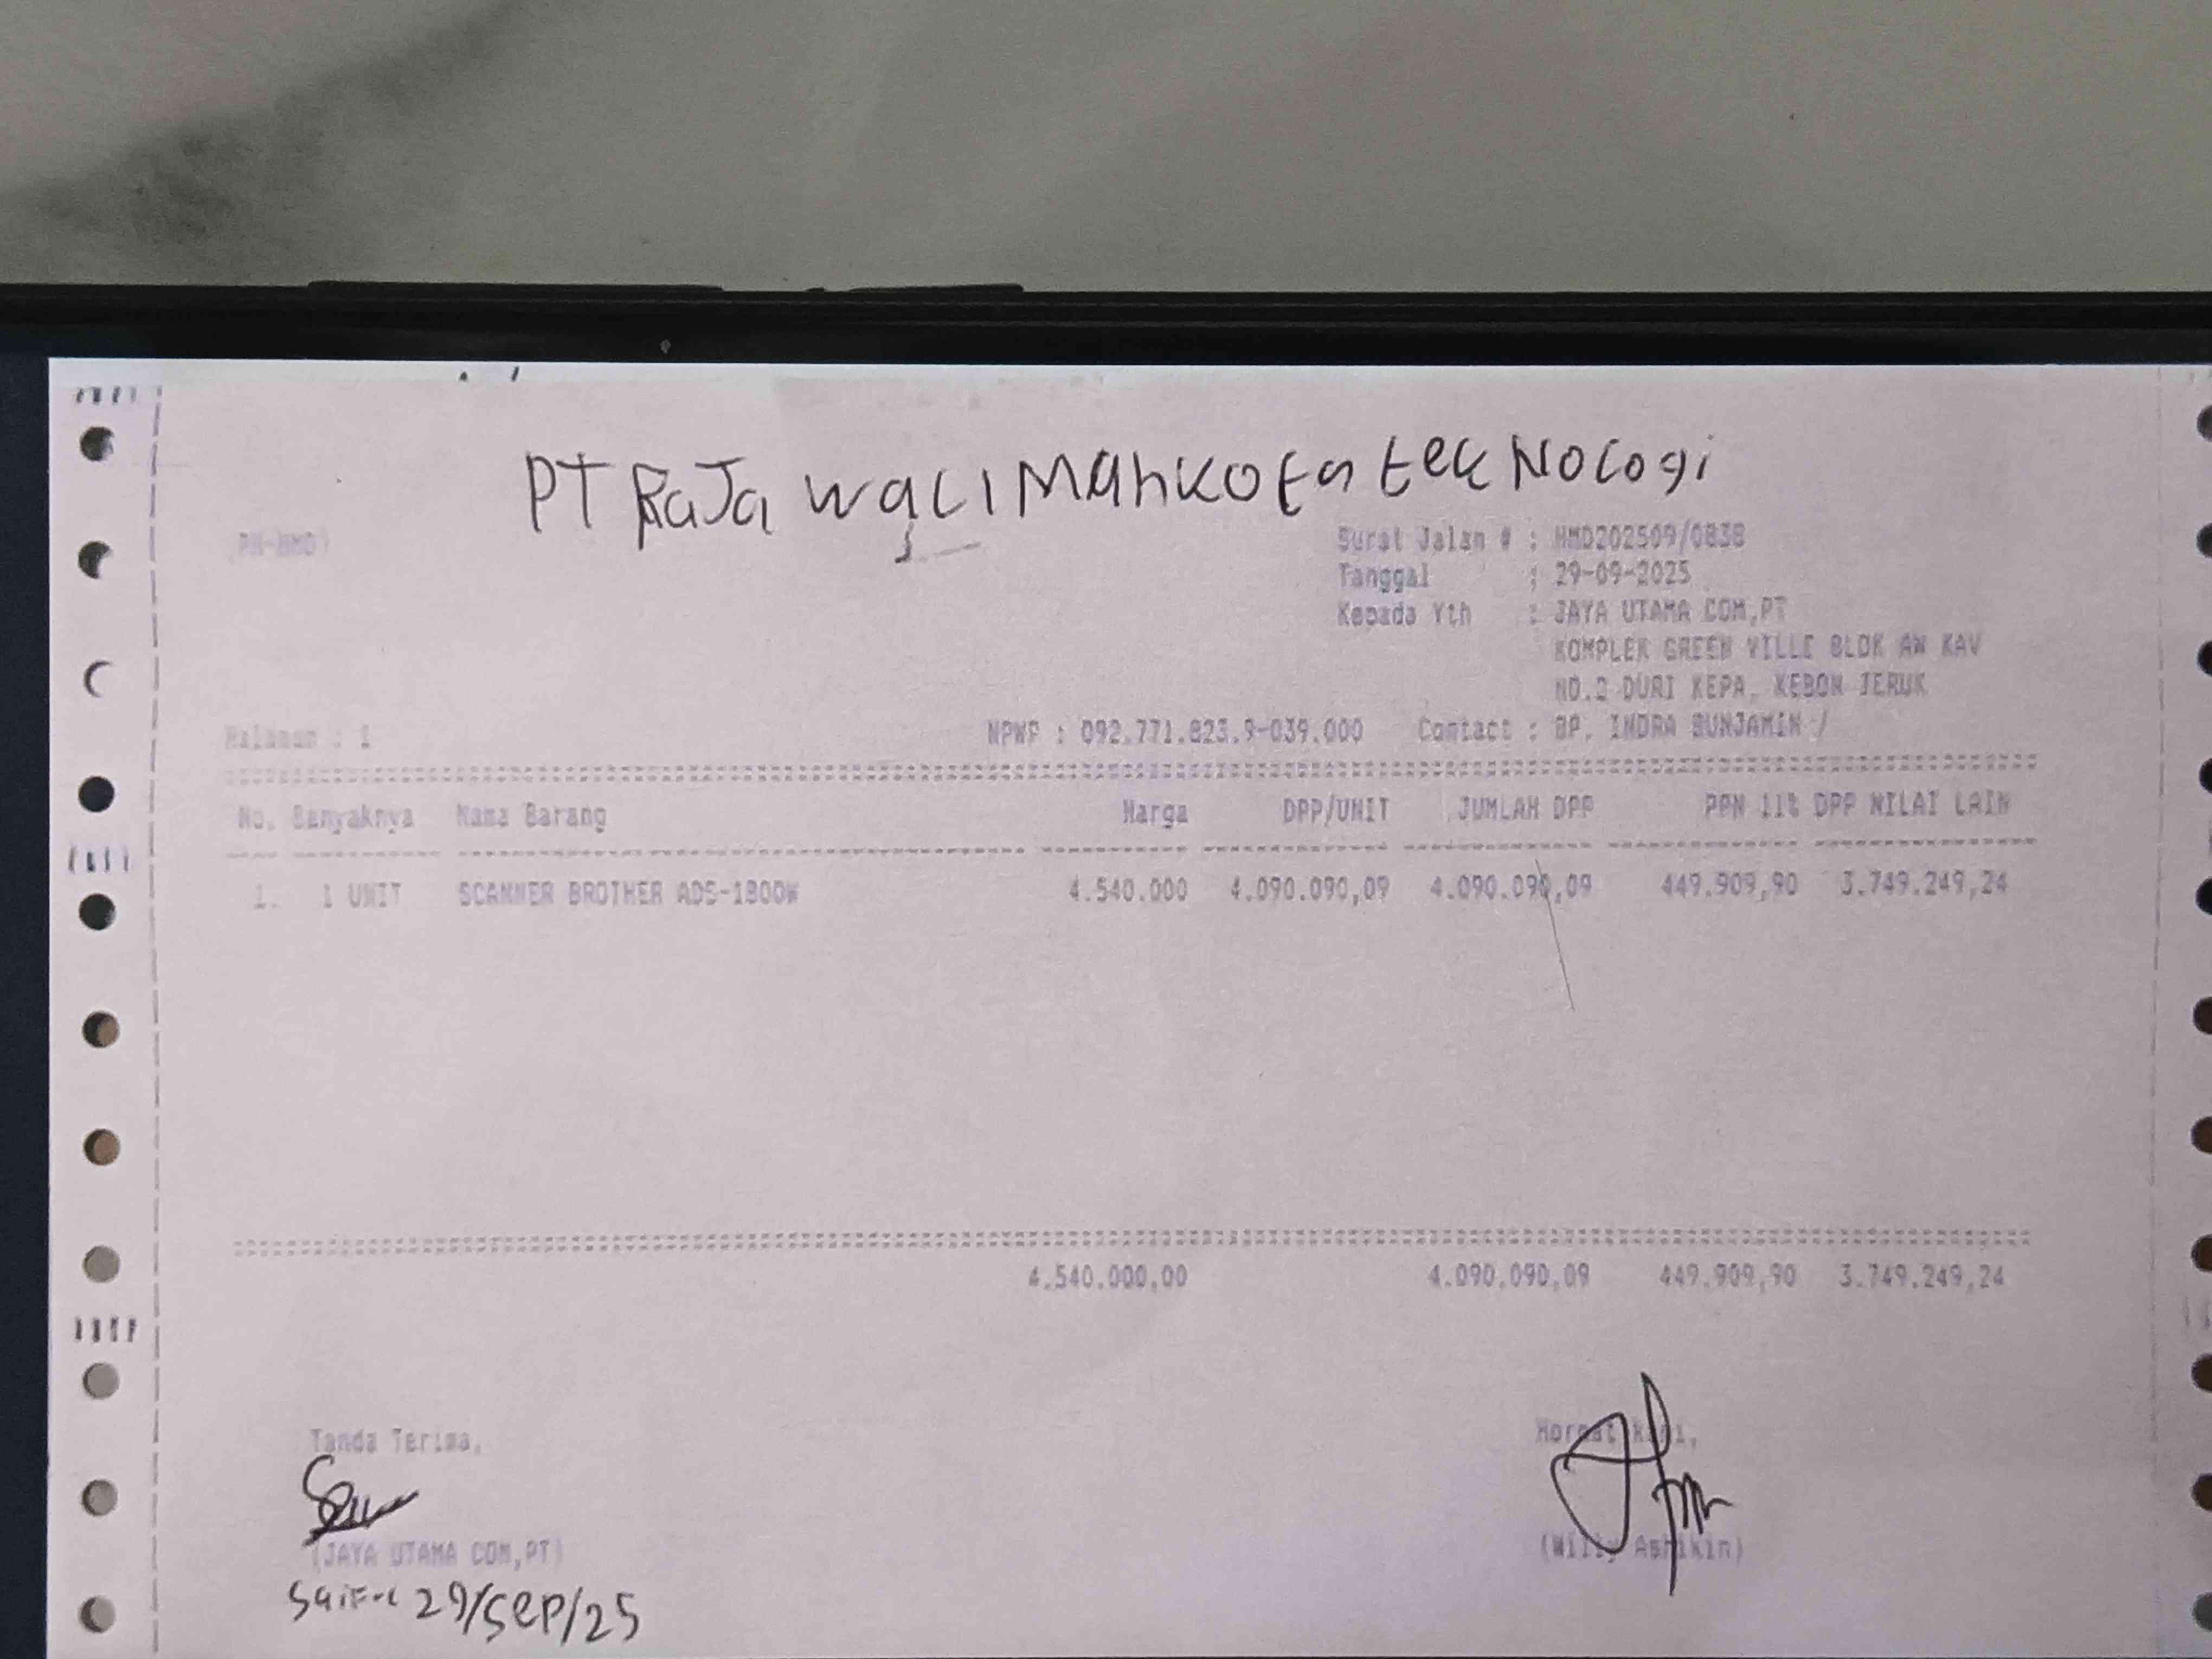 PT RaJa waLi Mahkota teknologi
(PK-HMD)
Surat Jalan # : HMD202509/0838
Tanggal : 29-09-2025
Kepada Yth : JAYA UTAMA COM,PT
KOMPLEK GREEN VILLE BLOK AW KAV
NO.2 DURI KEPA, KEBON JERUK
Halaman : 1 NPWP : 092.771.823.9-039.000 Contact : BP. INDRA BUNJAMIN /
No. Banyaknya Nama Barang Harga DPP/UNIT JUMLAH DPP PPN 11% DPP NILAI LAIN
1. 1 UNIT SCANNER BROTHER ADS-1800W 4.540.000 4.090.090,09 4.090.090,09 449.909,90 3.749.249,24
4.540.000,00 4.090.090,09 449.909,90 3.749.249,24
Tanda Terima, Hormat kami,
(JAYA UTAMA COM,PT) (Willy Ashikin)
29/sep/25